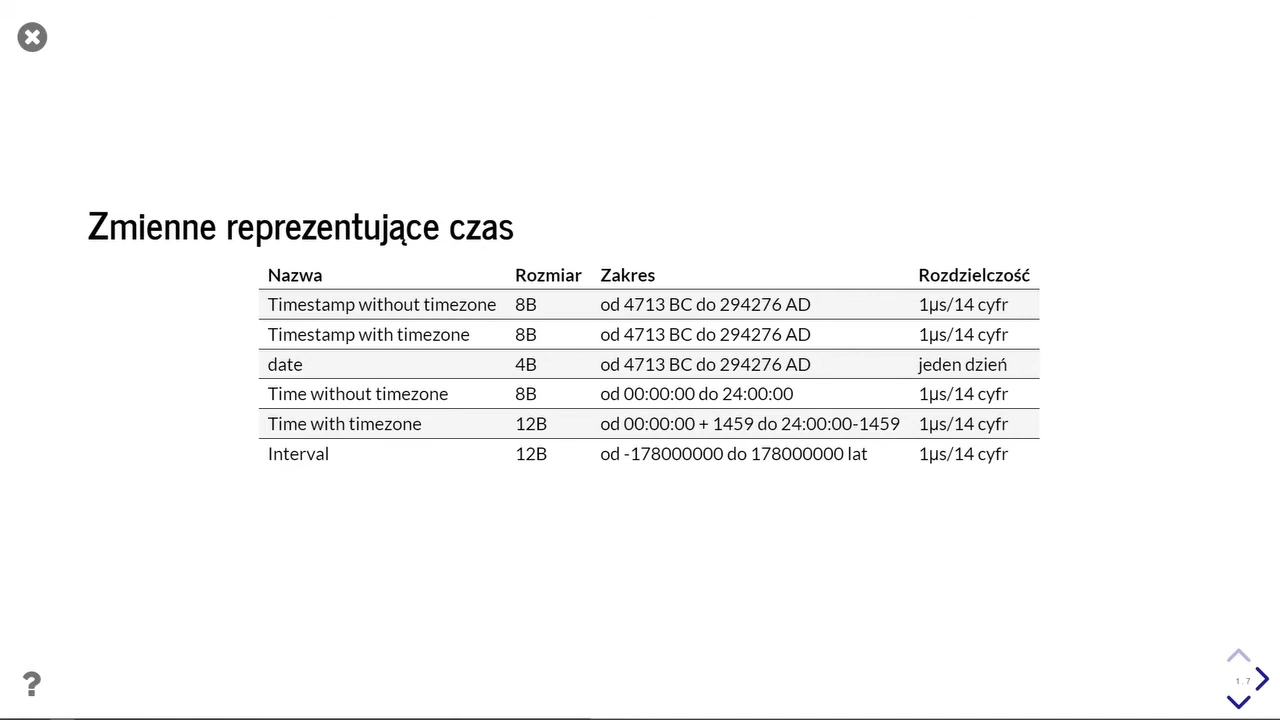 Zmienne reprezentujące czas
Nazwa Rozmiar Zakres Rozdzielczość
Timestamp without timezone 8B od 4713 BC do 294276 AD 1µs/14 cyfr
Timestamp with timezone 8B od 4713 BC do 294276 AD 1µs/14 cyfr
date 4B od 4713 BC do 294276 AD jeden dzień
Time without timezone 8B od 00:00:00 do 24:00:00 1µs/14 cyfr
Time with timezone 12B od 00:00:00 + 1459 do 24:00:00-1459 1µs/14 cyfr
Interval 12B od -178000000 do 178000000 lat 1µs/14 cyfr
?
1.7